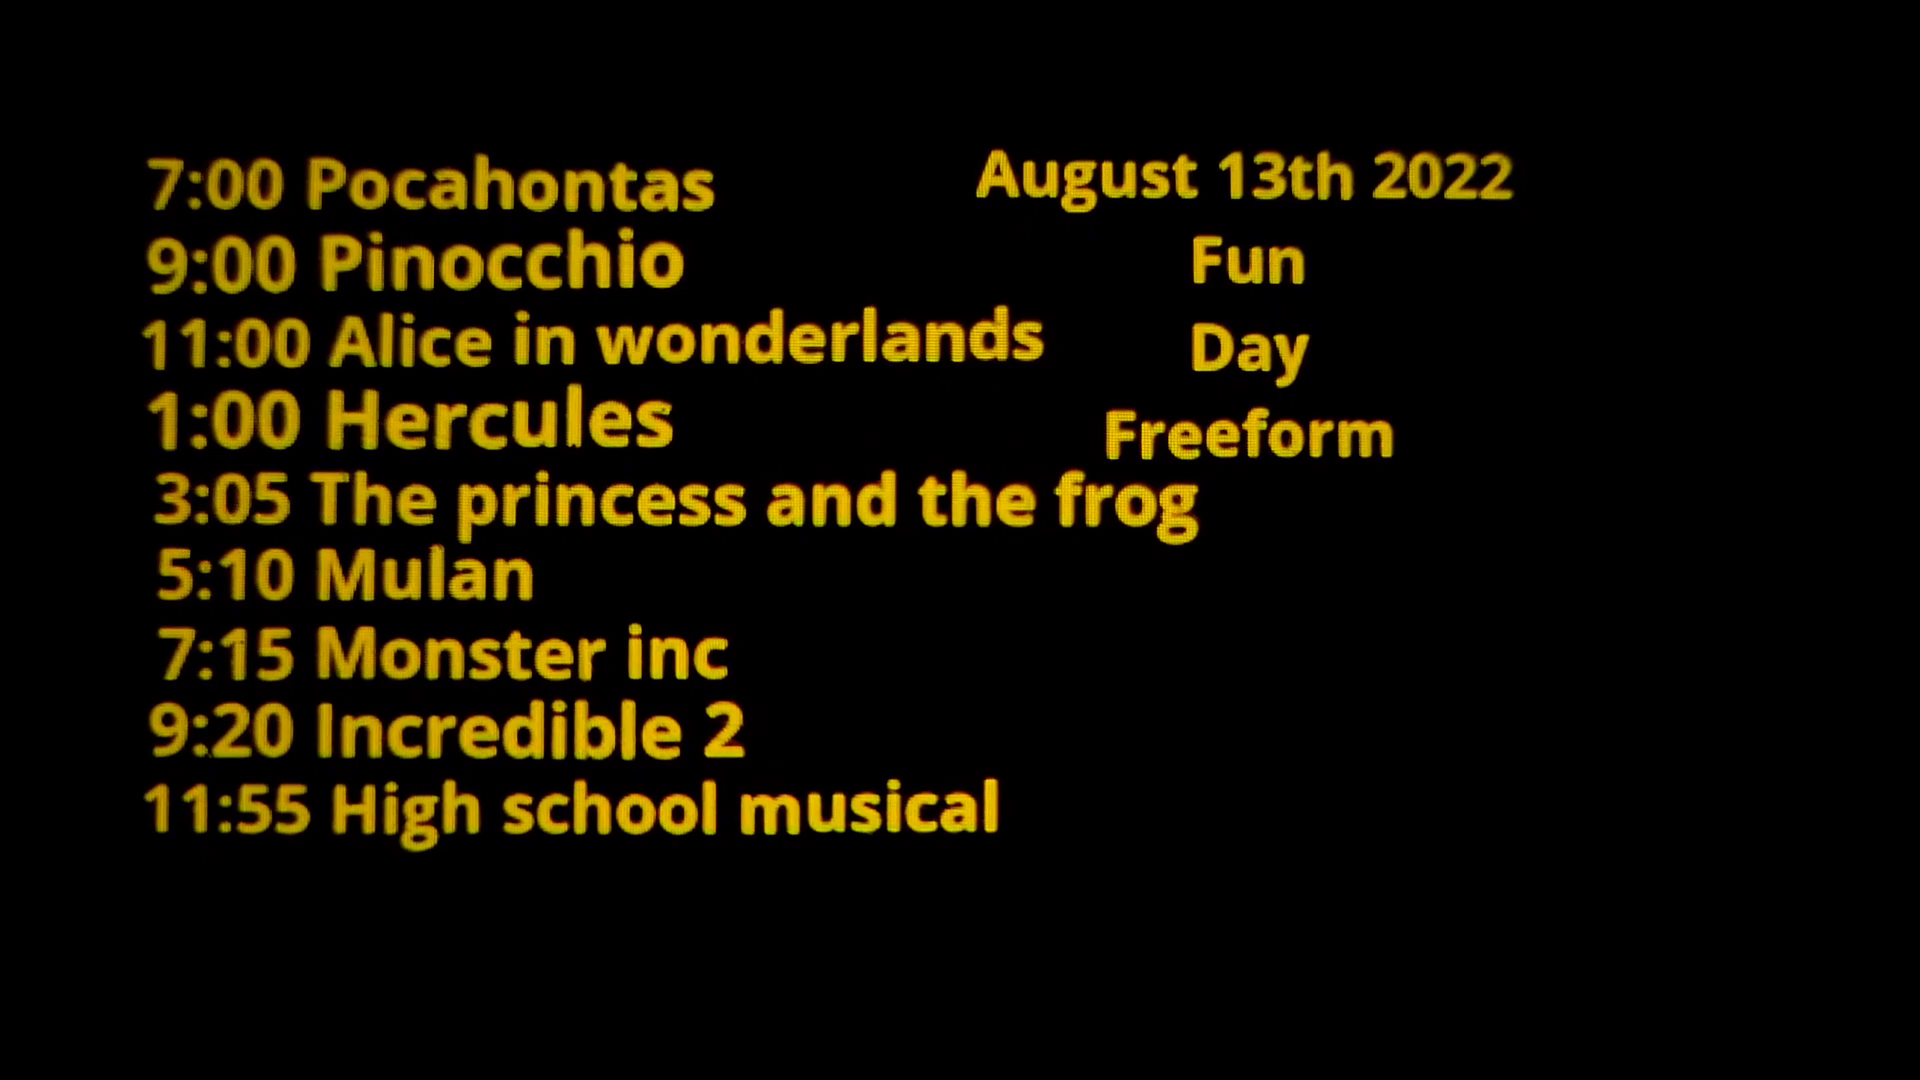 7:00 Pocahontas
9:00 Pinocchio
11:00 Alice in wonderlands
1:00 Hercules
3:05 The princess and the frog
5:10 Mulan
7:15 Monster inc
9:20 Incredible 2
11:55 High school musical
August 13th 2022
Fun
Day
Freeform